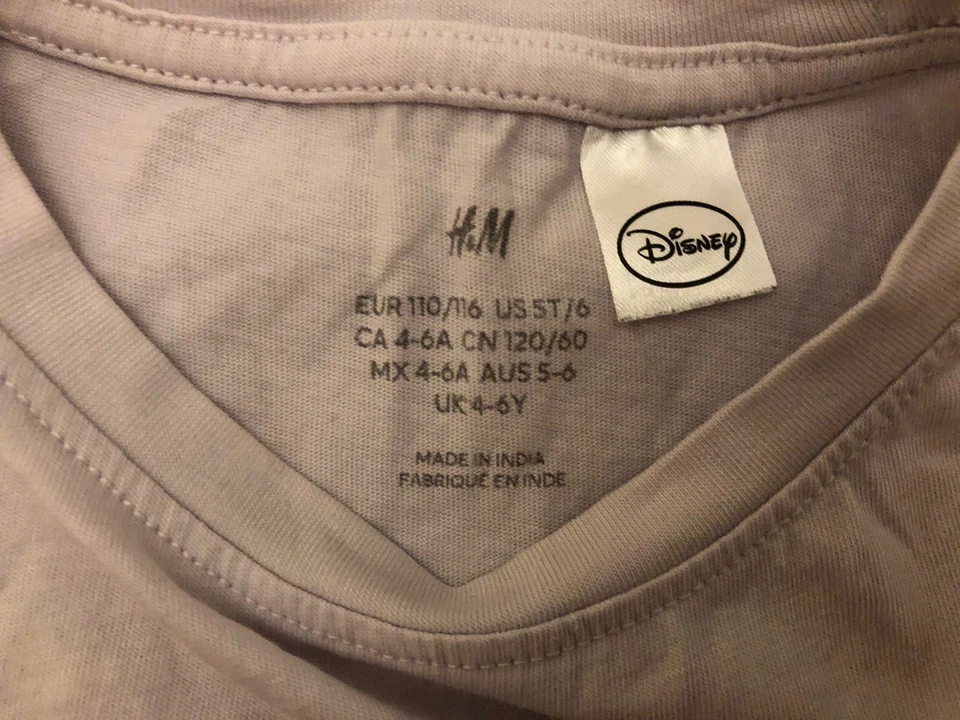 H&M
Disney
EUR 110/116 US 5T/6
CA 4-6A CN 120/60
MX 4-6A AUS 5-6
UK 4-6Y
MADE IN INDIA
FABRIQUÉ EN INDE